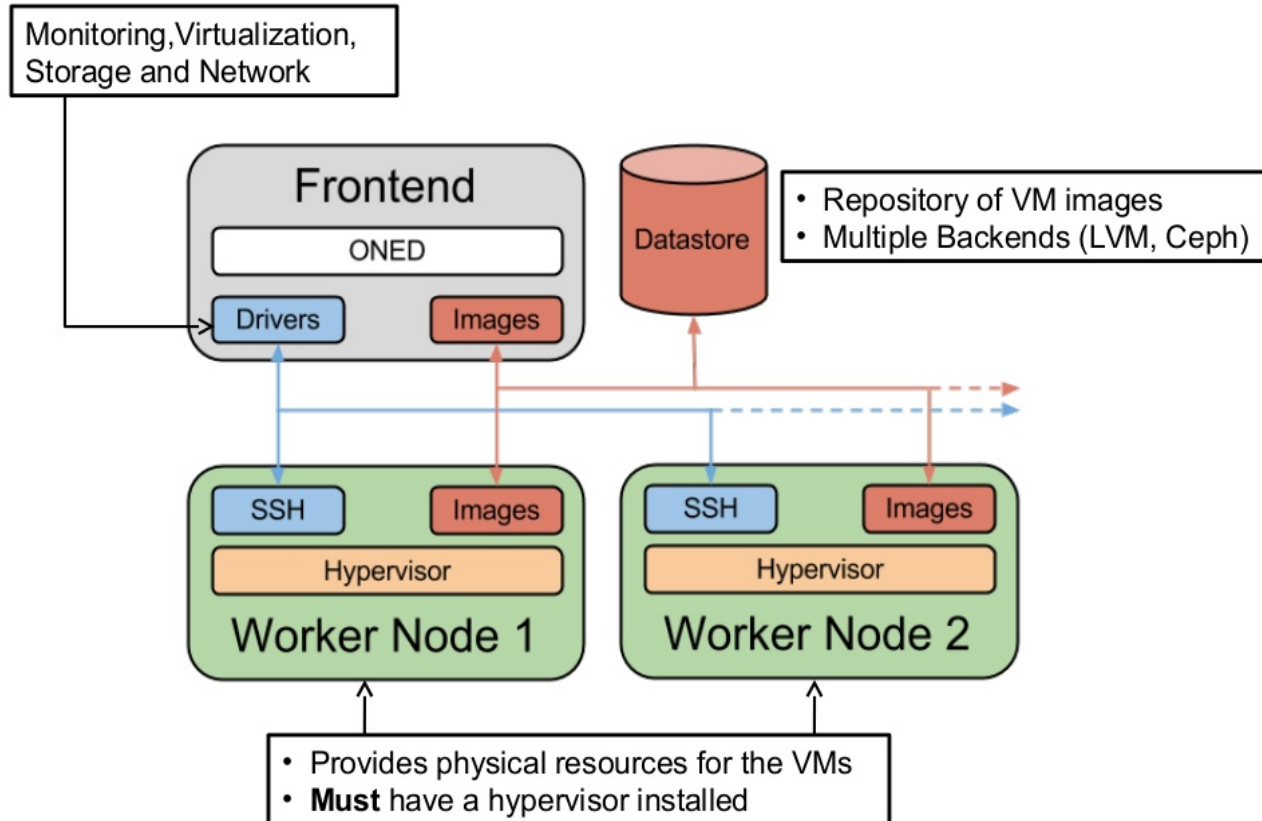 Monitoring,Virtualization,
Storage and Network
Frontend
ONED
Drivers
Images
Datastore
• Repository of VM images
• Multiple Backends (LVM, Ceph)
SSH
Images
Hypervisor
Worker Node 1
SSH
Images
Hypervisor
Worker Node 2
• Provides physical resources for the VMs
• Must have a hypervisor installed